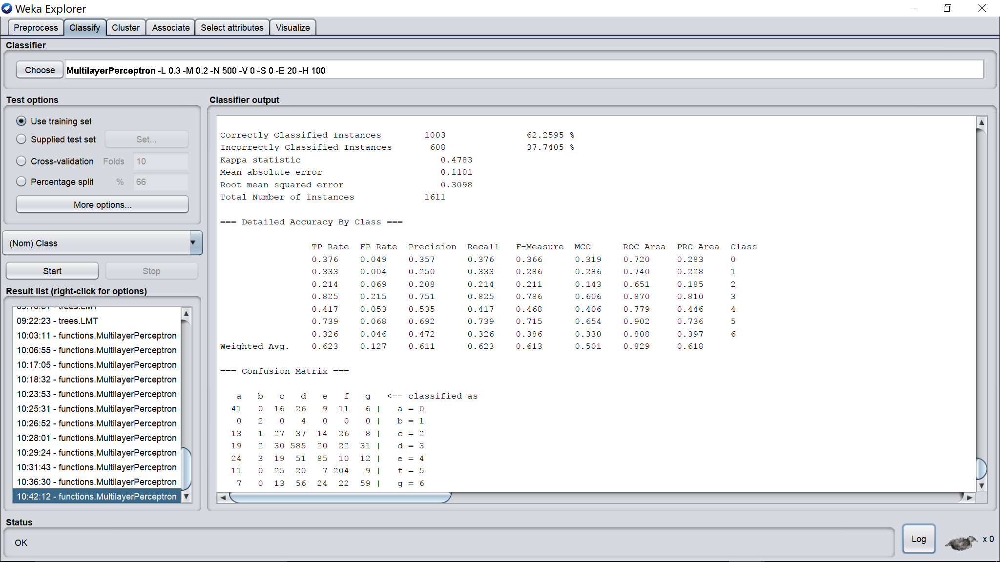 Weka Explorer
Preprocess Classify Cluster Associate Select attributes Visualize
Classifier
Choose MultilayerPerceptron -L 0.3 -M 0.2 -N 500 -V 0 -S 0 -E 20 -H 100
Test options
Use training set
Supplied test set Set...
Cross-validation Folds 10
Percentage split % 66
More options...
(Nom) Class
Start Stop
Result list (right-click for options)
09:22:23 - trees.LMT
10:03:11 - functions.MultilayerPerceptron
10:06:55 - functions.MultilayerPerceptron
10:17:05 - functions.MultilayerPerceptron
10:18:32 - functions.MultilayerPerceptron
10:23:53 - functions.MultilayerPerceptron
10:25:31 - functions.MultilayerPerceptron
10:26:52 - functions.MultilayerPerceptron
10:28:01 - functions.MultilayerPerceptron
10:29:24 - functions.MultilayerPerceptron
10:31:43 - functions.MultilayerPerceptron
10:36:30 - functions.MultilayerPerceptron
10:42:12 - functions.MultilayerPerceptron
Classifier output
Correctly Classified Instances 1003 62.2595 %
Incorrectly Classified Instances 608 37.7405 %
Kappa statistic 0.4783
Mean absolute error 0.1101
Root mean squared error 0.3098
Total Number of Instances 1611
=== Detailed Accuracy By Class ===
TP Rate FP Rate Precision Recall F-Measure MCC ROC Area PRC Area Class
0.376 0.049 0.357 0.376 0.366 0.319 0.720 0.283 0
0.333 0.004 0.250 0.333 0.286 0.286 0.740 0.228 1
0.214 0.069 0.208 0.214 0.211 0.143 0.651 0.185 2
0.825 0.215 0.751 0.825 0.786 0.606 0.870 0.810 3
0.417 0.053 0.535 0.417 0.468 0.406 0.779 0.446 4
0.739 0.068 0.692 0.739 0.715 0.654 0.902 0.736 5
0.326 0.046 0.472 0.326 0.386 0.330 0.808 0.397 6
Weighted Avg. 0.623 0.127 0.611 0.623 0.613 0.501 0.829 0.618
=== Confusion Matrix ===
a b c d e f g <-- classified as
41 0 16 26 9 11 6 | a = 0
0 2 0 4 0 0 0 | b = 1
13 1 27 37 14 26 8 | c = 2
19 2 30 585 20 22 31 | d = 3
24 3 19 51 85 10 12 | e = 4
11 0 25 20 7 204 9 | f = 5
7 0 13 56 24 22 59 | g = 6
Status
OK
Log x 0